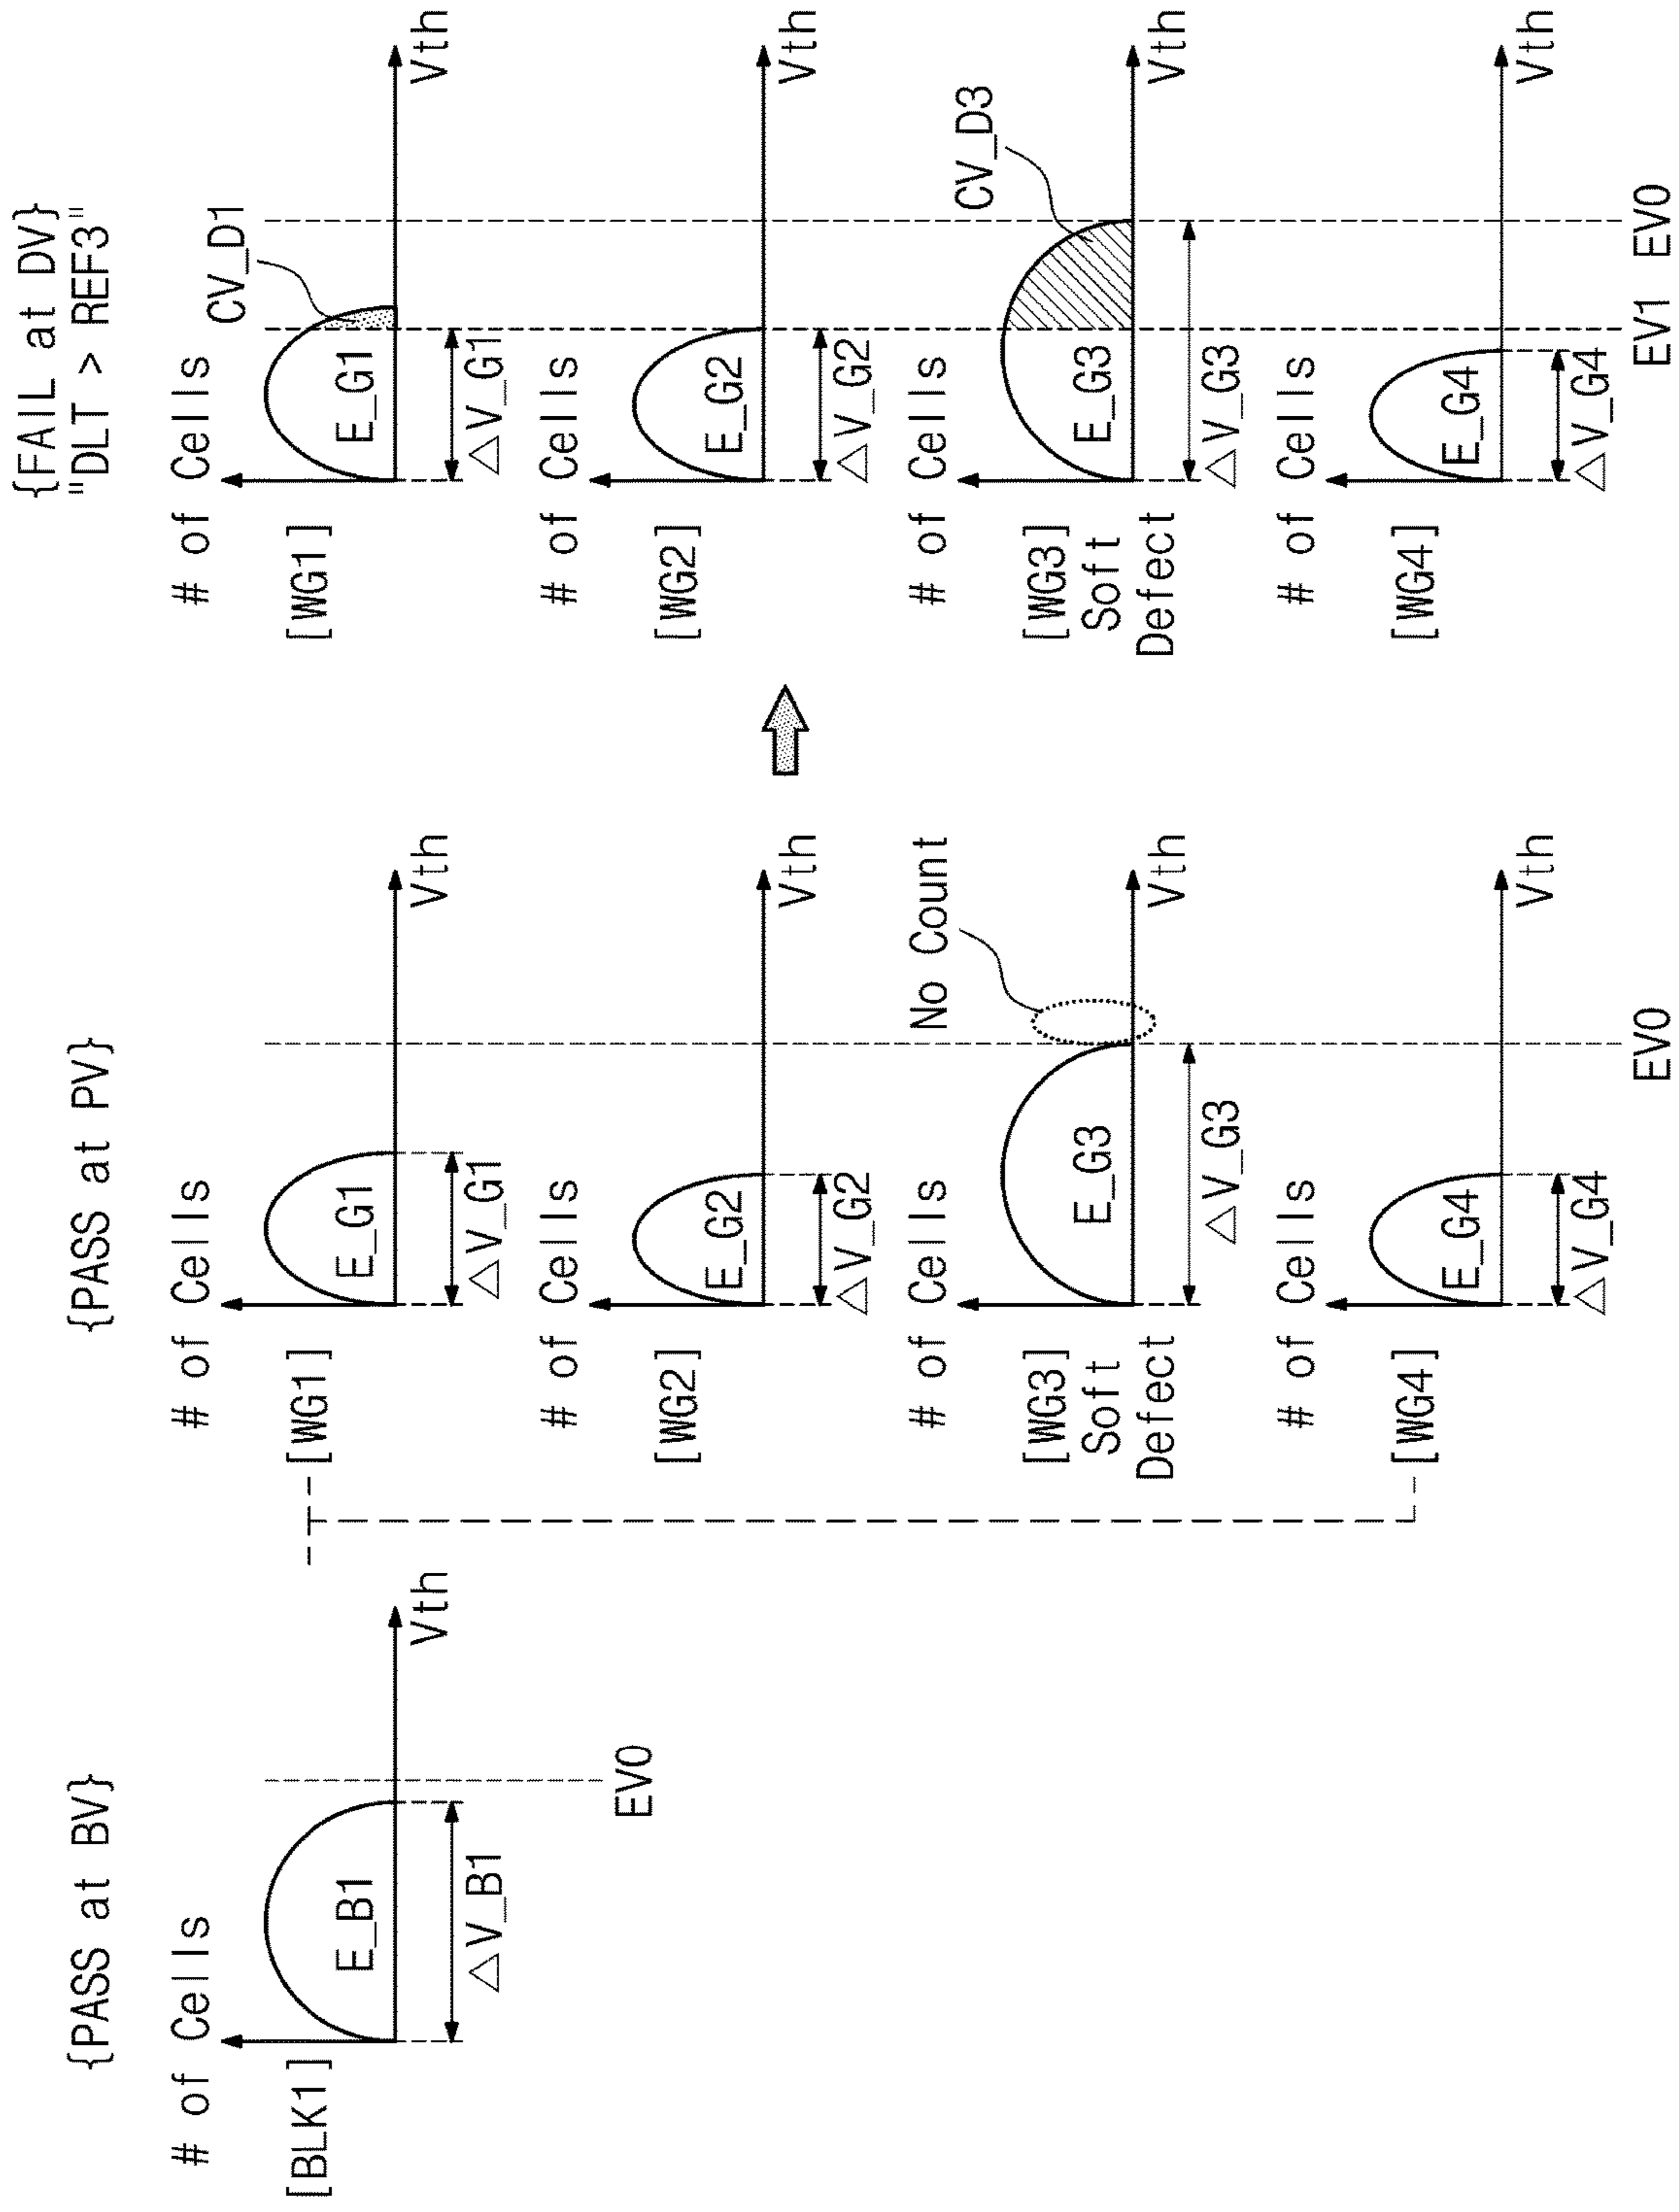 {PASS at BV}
# of Cells
[BLK1]
E_B1
Vth
△V_B1
EV0
{PASS at PV}
# of Cells
[WG1]
E_G1
Vth
△V_G1
# of Cells
[WG2]
E_G2
Vth
△V_G2
# of Cells
No Count
[WG3]
Soft
Defect
E_G3
Vth
△V_G3
# of Cells
[WG4]
E_G4
Vth
△V_G4
EV0
{FAIL at DV}
"DLT > REF3"
# of Cells
CV_D1
[WG1]
E_G1
Vth
△V_G1
# of Cells
[WG2]
E_G2
Vth
△V_G2
# of Cells
CV_D3
[WG3]
Soft
Defect
E_G3
Vth
△V_G3
# of Cells
[WG4]
E_G4
Vth
△V_G4
EV1 EV0